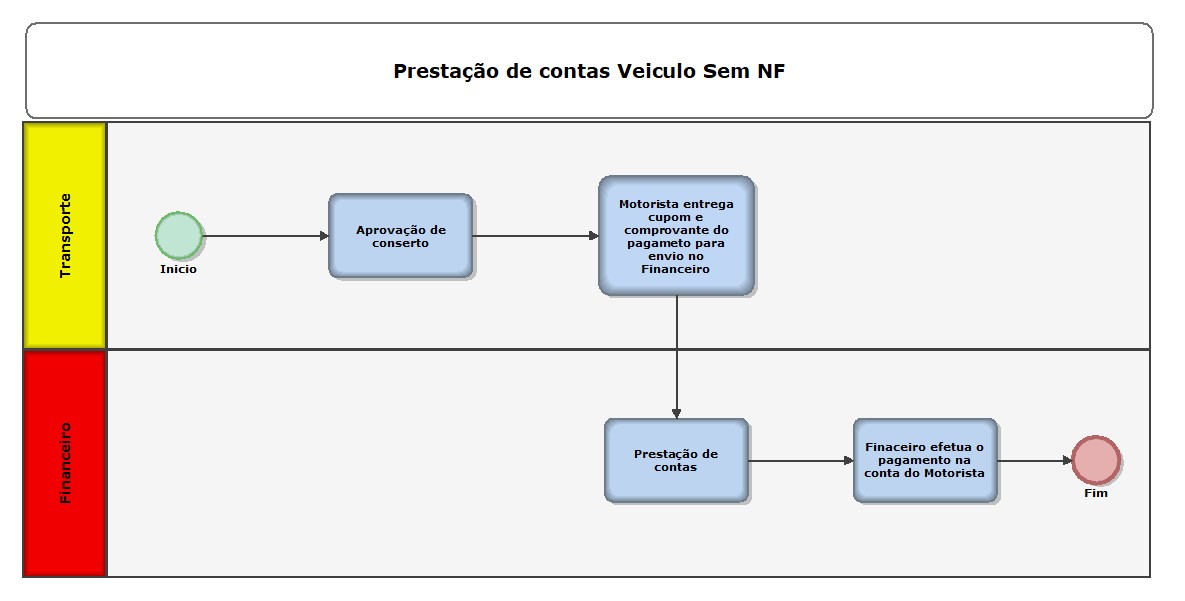 Prestação de contas Veiculo Sem NF
Transporte
Inicio
Aprovação de
conserto
Motorista entrega
cupom e
comprovante do
pagameto para
envio no
Financeiro
Financeiro
Prestação de
contas
Finaceiro efetua o
pagamento na
conta do Motorista
Fim